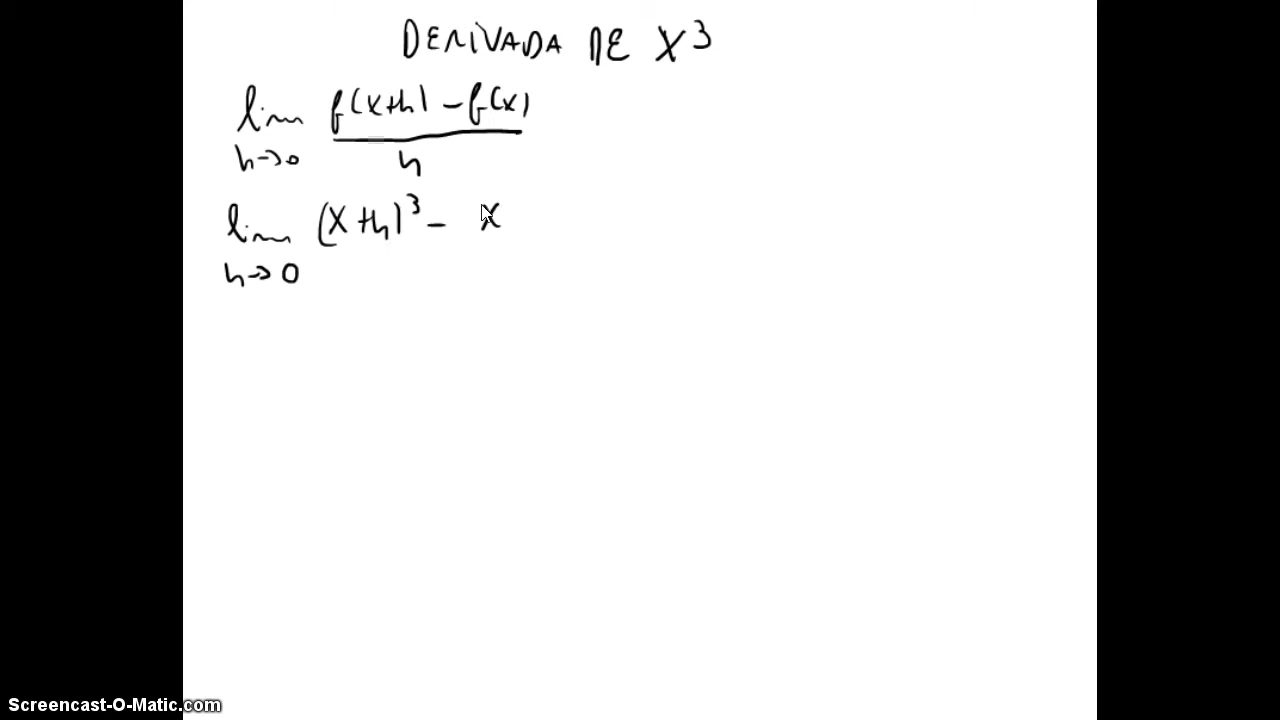 DERIVADA DE X³
lim f(x+h) - f(x)
h→0 h
lim (x+h)³ - x
h→0
Screencast-O-Matic.com